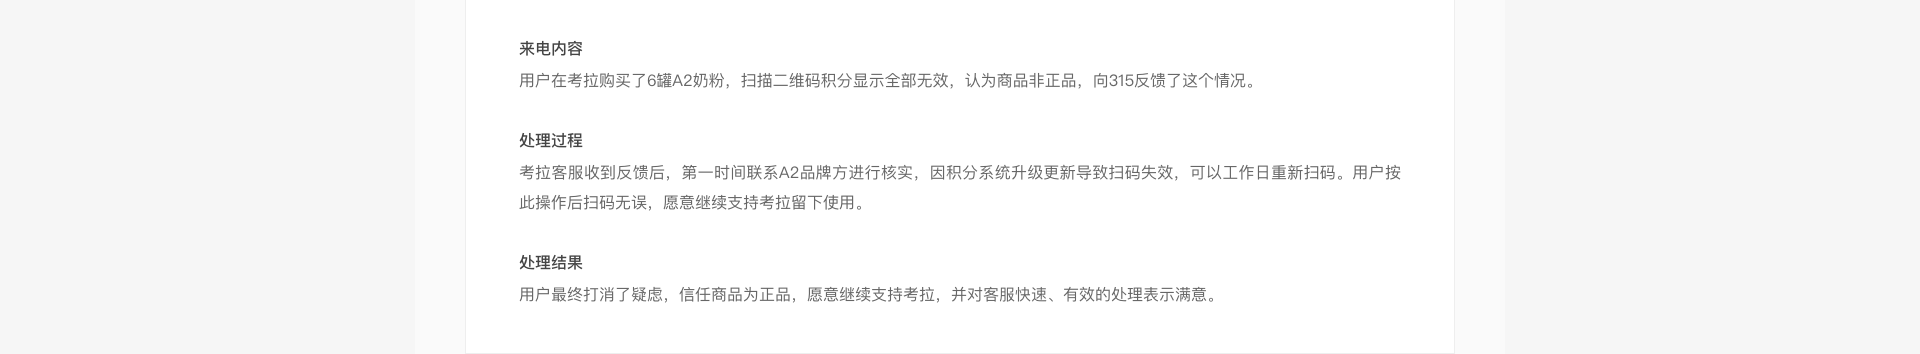 来电内容
用户在考拉购买了6罐A2奶粉，扫描二维码积分显示全部无效，认为商品非正品，向315反馈了这个情况。
处理过程
考拉客服收到反馈后，第一时间联系A2品牌方进行核实，因积分系统升级更新导致扫码失效，可以工作日重新扫码。用户按
此操作后扫码无误，愿意继续支持考拉留下使用。
处理结果
用户最终打消了疑虑，信任商品为正品，愿意继续支持考拉，并对客服快速、有效的处理表示满意。